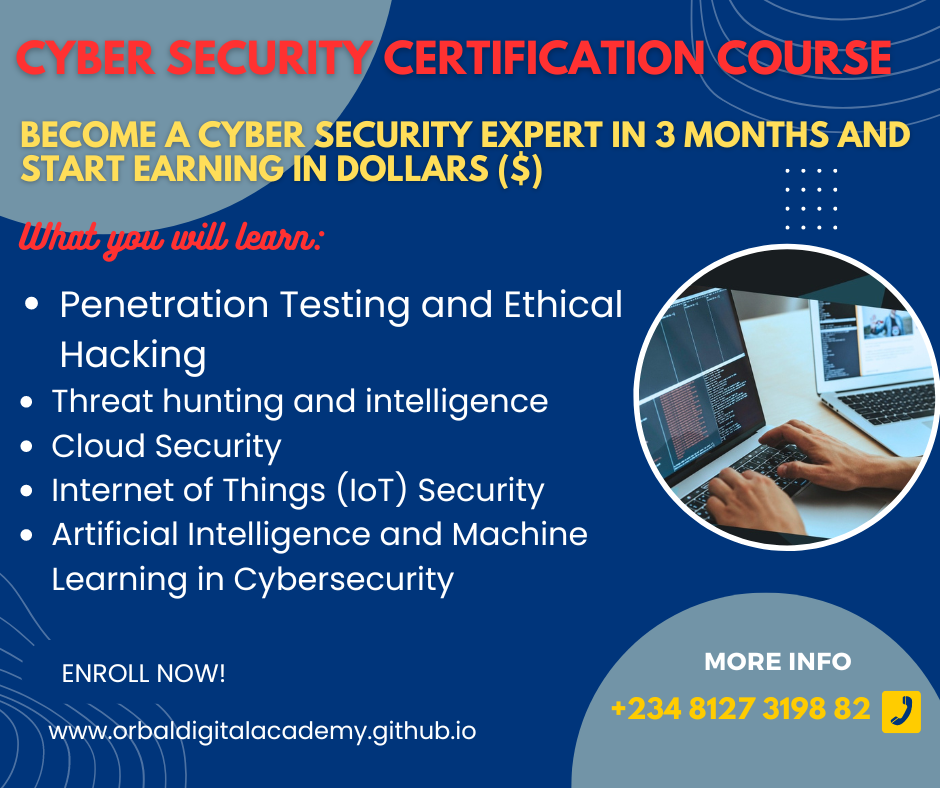 CYBER SECURITY CERTIFICATION COURSE
BECOME A CYBER SECURITY EXPERT IN 3 MONTHS AND
START EARNING IN DOLLARS ($)
What you will learn:
• Penetration Testing and Ethical
Hacking
• Threat hunting and intelligence
• Cloud Security
• Internet of Things (IoT) Security
• Artificial Intelligence and Machine
Learning in Cybersecurity
ENROLL NOW!
www.orbaldigitalacademy.github.io
MORE INFO
+234 8127 3198 82